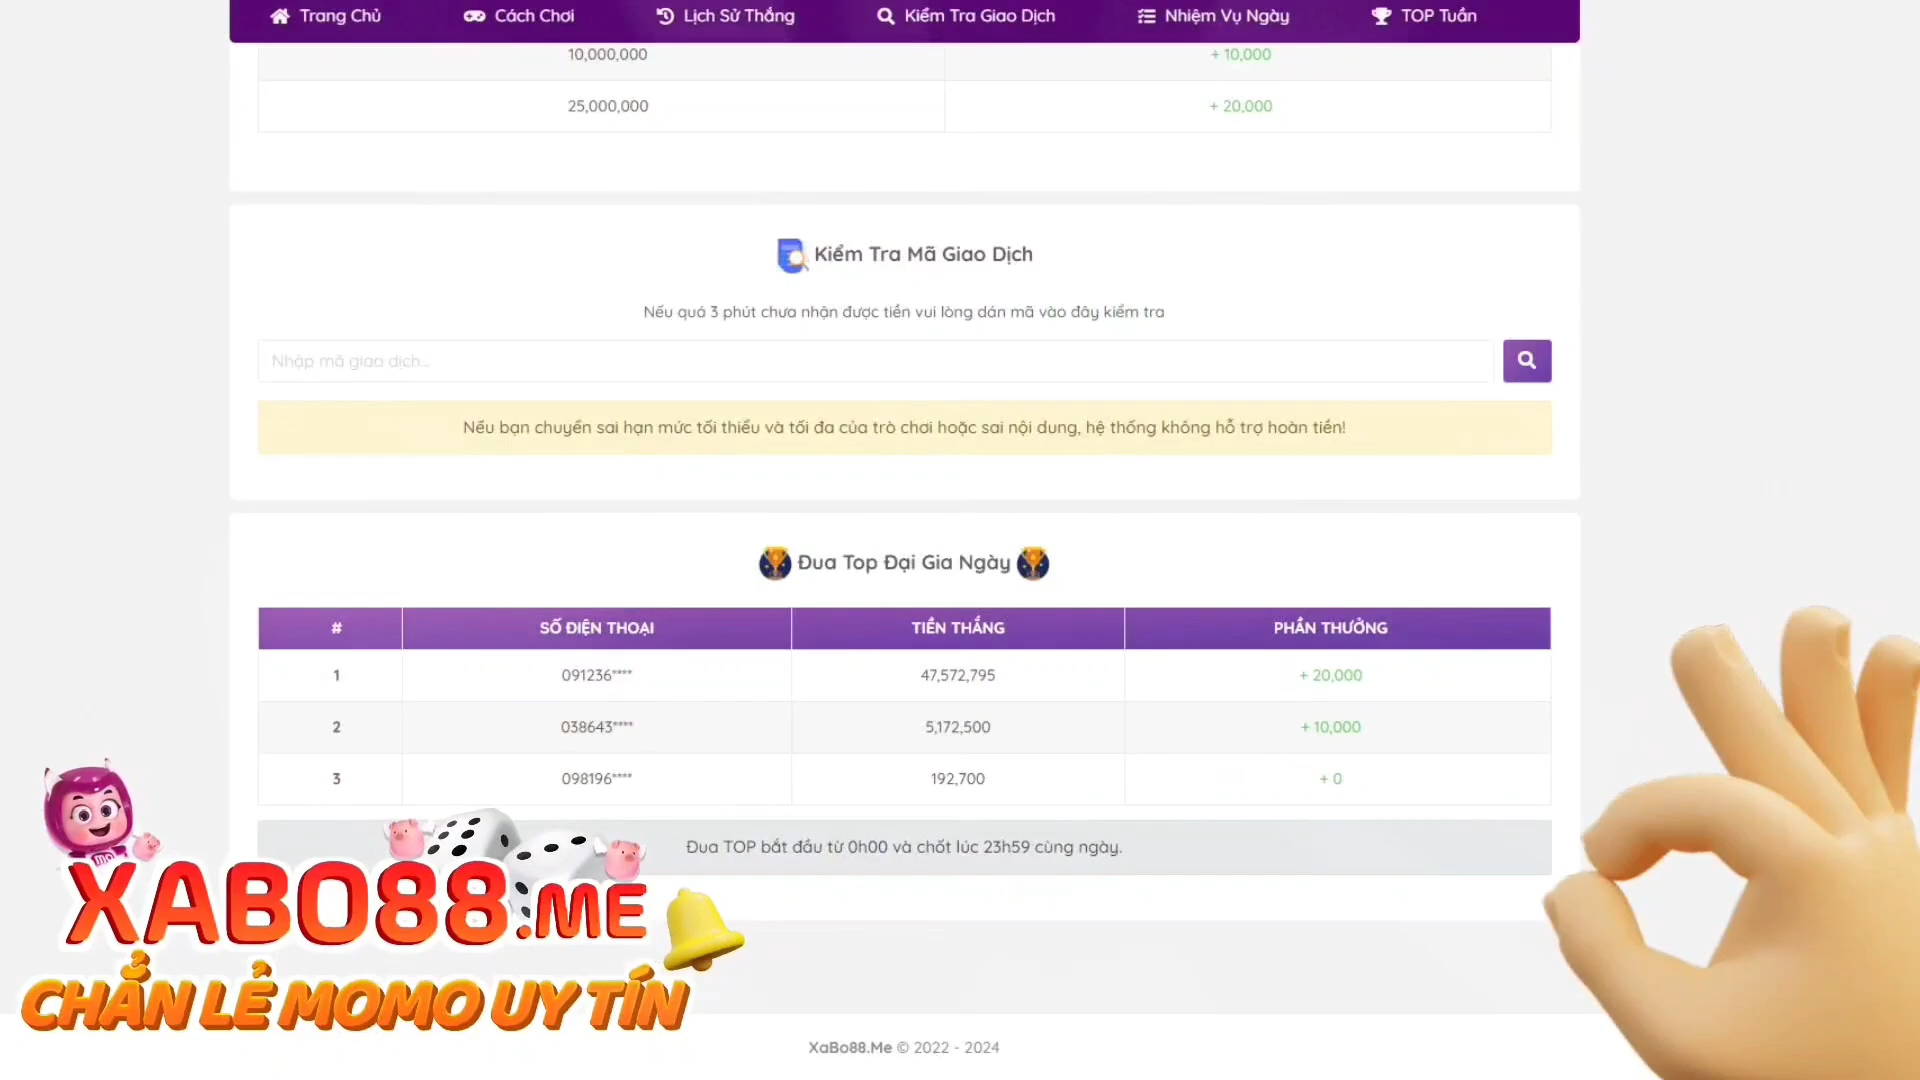 Trang Chủ
Cách Chơi
Lịch Sử Thắng
Kiểm Tra Giao Dịch
Nhiệm Vụ Ngày
TOP Tuần
10,000,000 + 10,000
25,000,000 + 20,000
Kiểm Tra Mã Giao Dịch
Nếu quá 3 phút chưa nhận được tiền vui lòng dán mã vào đây kiểm tra
Nhập mã giao dịch...
Nếu bạn chuyển sai hạn mức tối thiểu và tối đa của trò chơi hoặc sai nội dung, hệ thống không hỗ trợ hoàn tiền!
Đua Top Đại Gia Ngày
# SỐ ĐIỆN THOẠI TIỀN THẮNG PHẦN THƯỞNG
1 091236**** 47,572,795 + 20,000
2 038643**** 5,172,500 + 10,000
3 098196**** 192,700 + 0
Đua TOP bắt đầu từ 0h00 và chốt lúc 23h59 cùng ngày.
mo
XABO88.ME
CHẴN LẺ MOMO UY TÍN
XaBo88.Me © 2022 - 2024